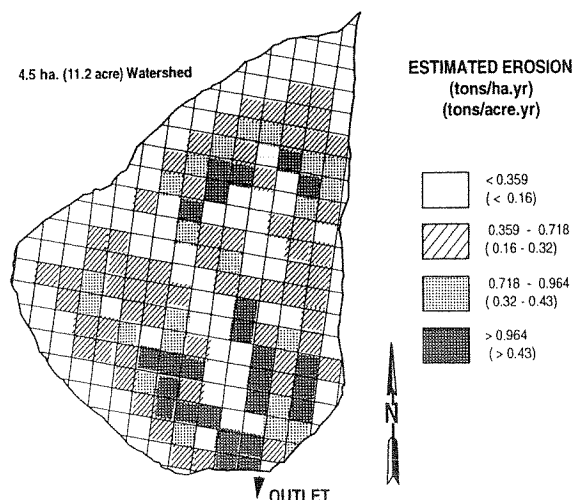 4.5 ha. (11.2 acre) Watershed
ESTIMATED EROSION
(tons/ha.yr)
(tons/acre.yr)
< 0.359
( < 0.16)
0.359 - 0.718
( 0.16 - 0.32)
0.718 - 0.964
( 0.32 - 0.43)
> 0.964
( > 0.43)
N
OUTLET